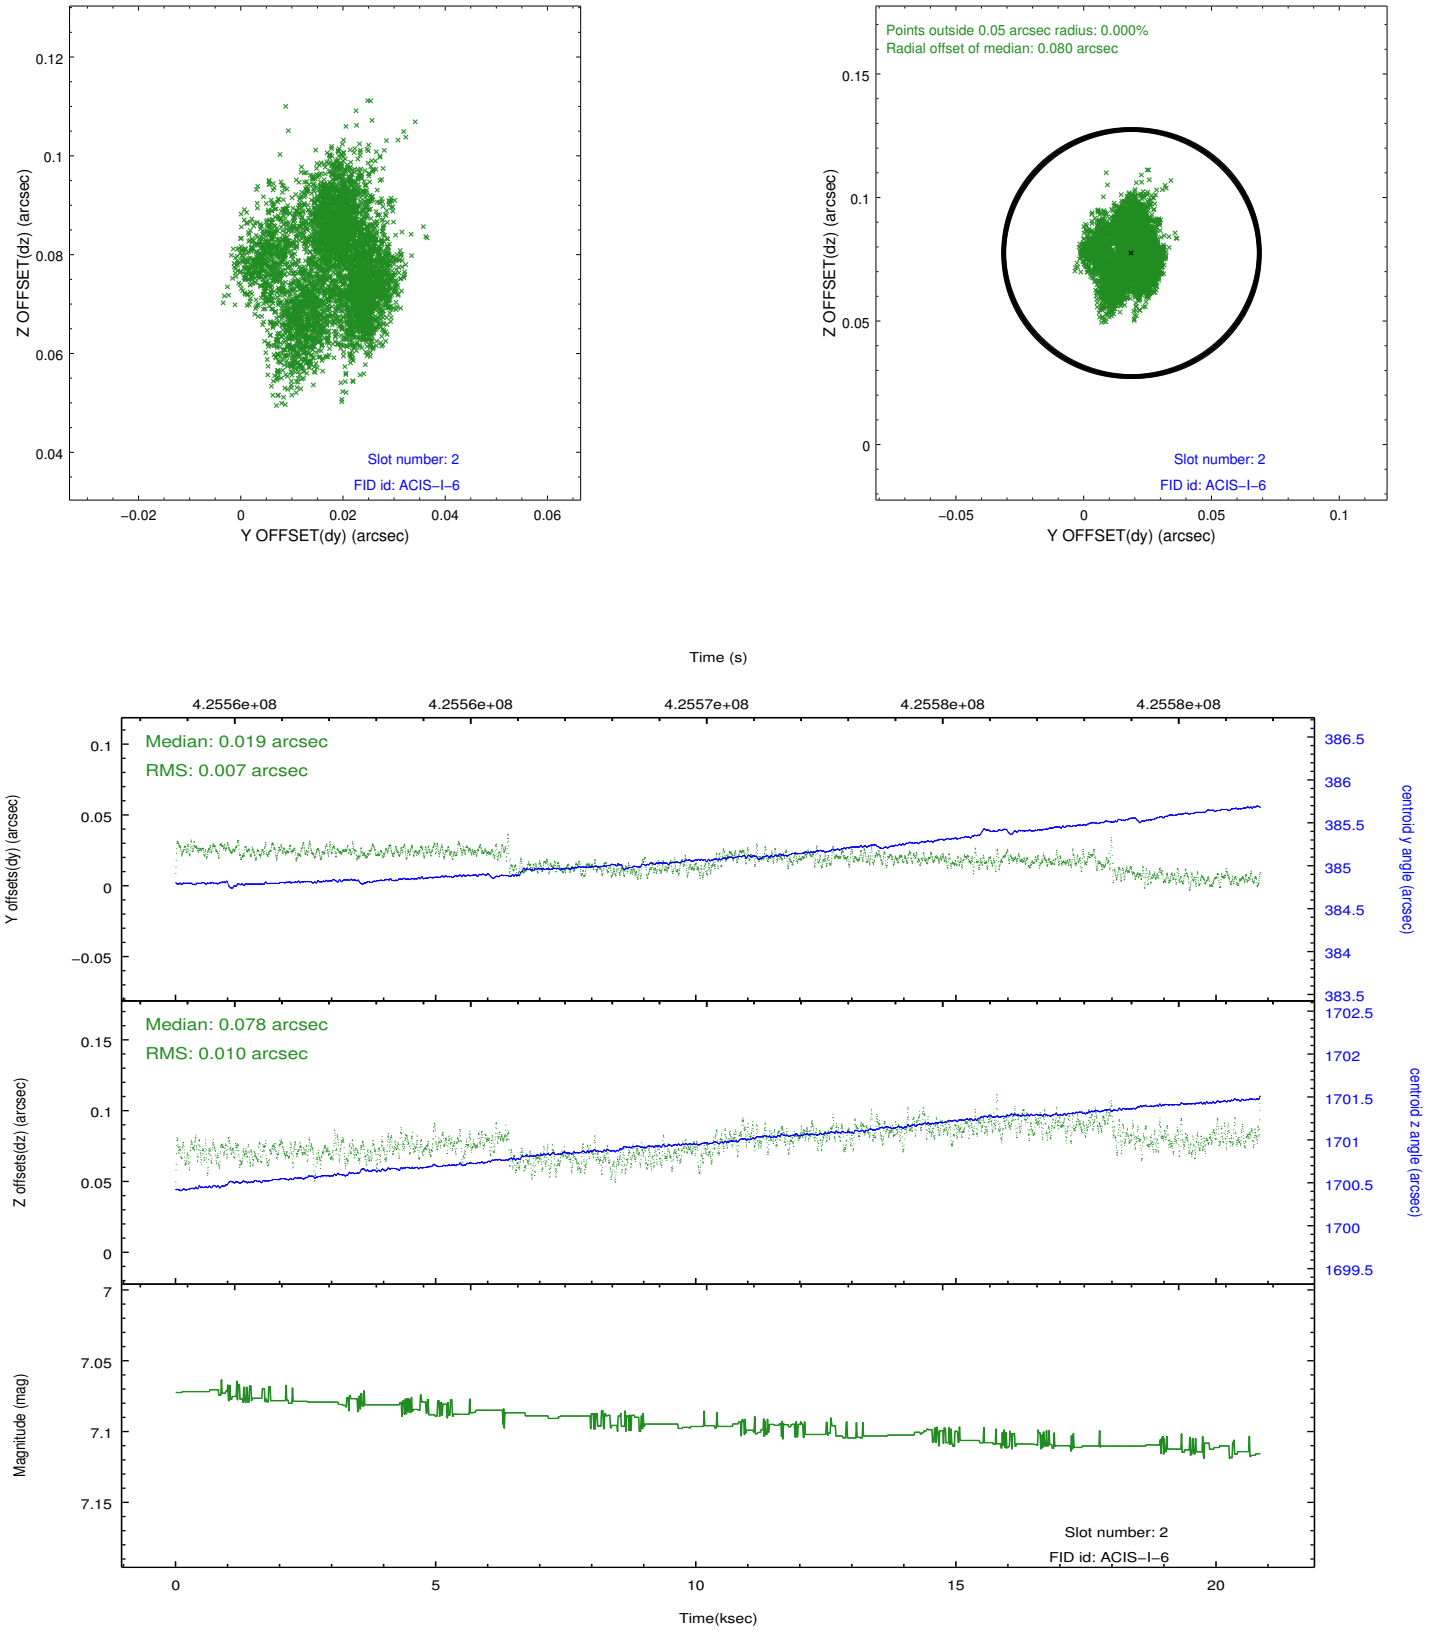 0.12
0.1
0.08
0.06
0.04
Z OFFSET(dz) (arcsec)
Slot number: 2
FID id: ACIS−I−6
−0.02
0
0.02
0.04
0.06
Y OFFSET(dy) (arcsec)
Points outside 0.05 arcsec radius: 0.000%
Radial offset of median: 0.080 arcsec
0.15
0.1
0.05
0
Z OFFSET(dz) (arcsec)
Slot number: 2
FID id: ACIS−I−6
−0.05
0
0.05
0.1
Y OFFSET(dy) (arcsec)
Time (s)
4.2556e+08
4.2556e+08
4.2557e+08
4.2558e+08
4.2558e+08
Median: 0.019 arcsec
RMS: 0.007 arcsec
0.1
0.05
0
−0.05
Y offsets(dy) (arcsec)
386.5
386
385.5
385
384.5
384
383.5
centroid y angle (arcsec)
Median: 0.078 arcsec
RMS: 0.010 arcsec
0.15
0.1
0.05
0
Z offsets(dz) (arcsec)
1702.5
1702
1701.5
1701
1700.5
1700
1699.5
centroid z angle (arcsec)
7
7.05
7.1
7.15
Magnitude (mag)
Slot number: 2
FID id: ACIS−I−6
0
5
10
15
20
Time(ksec)